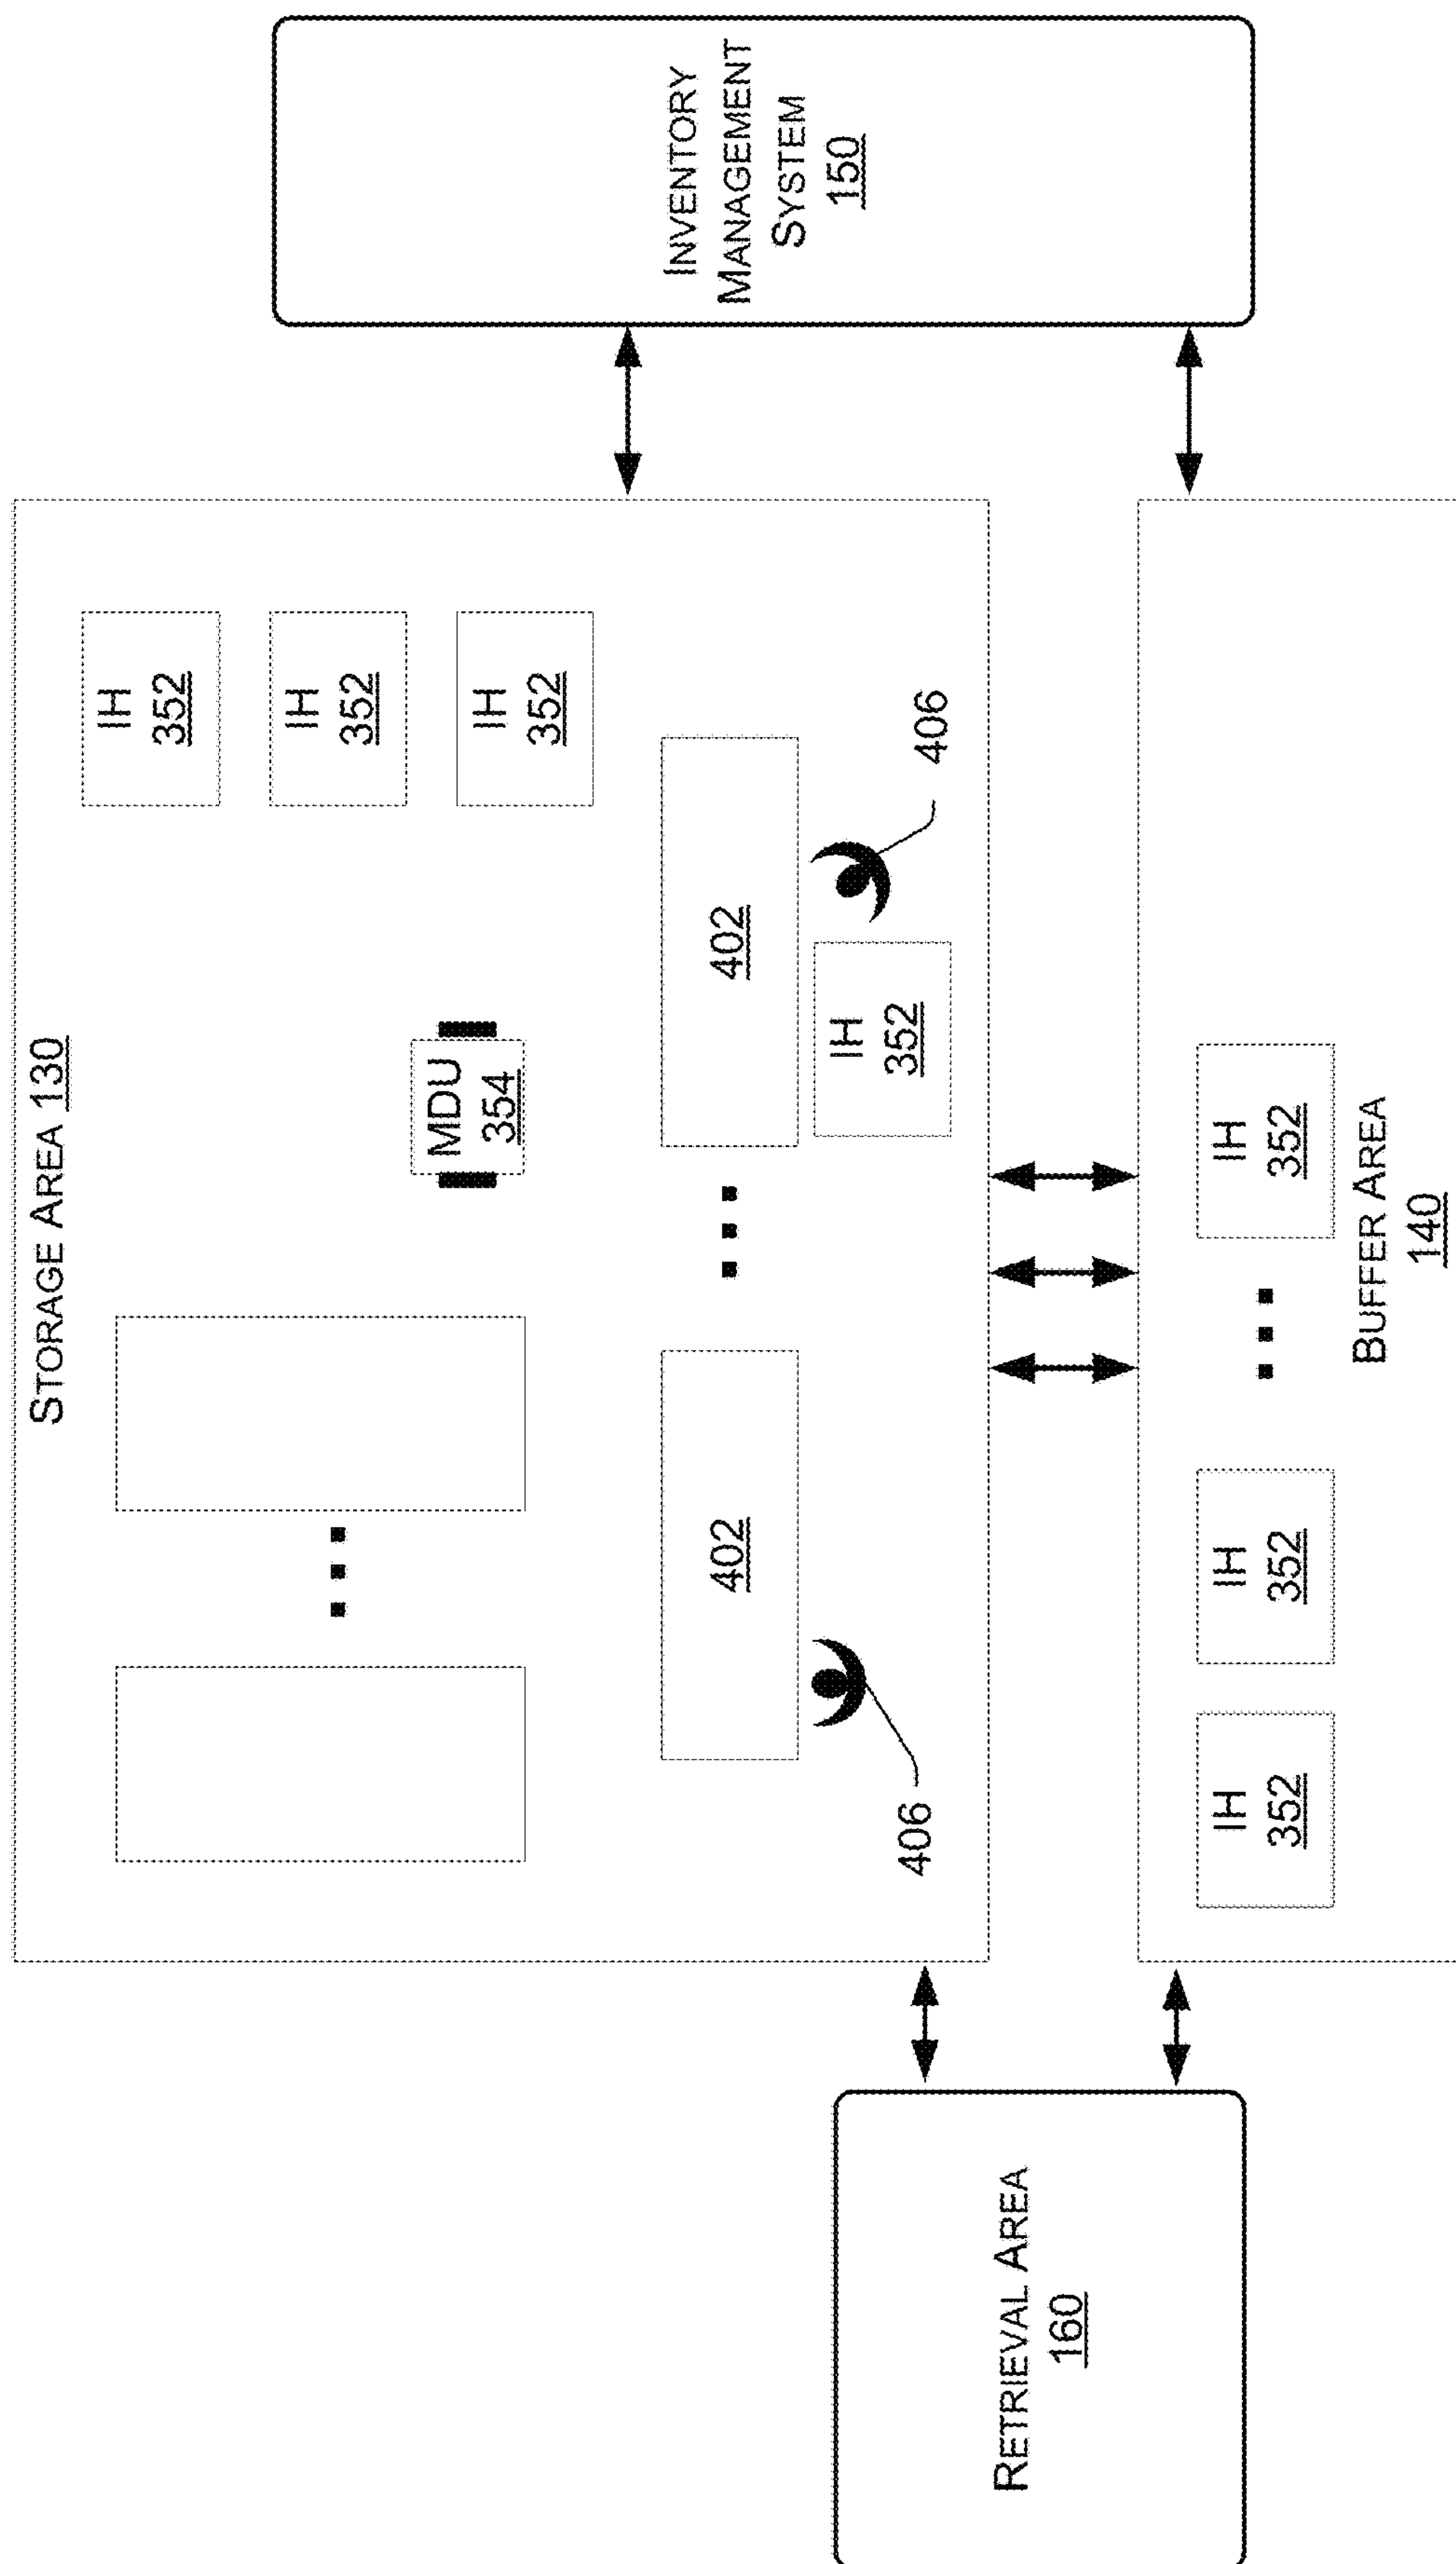 STORAGE AREA 130
IH
352
IH
352
MDU
354
IH
352
INVENTORY
MANAGEMENT
SYSTEM
150
402
402
IH
352
406
406
RETRIEVAL AREA
160
IH
352
IH
352
IH
352
BUFFER AREA
140